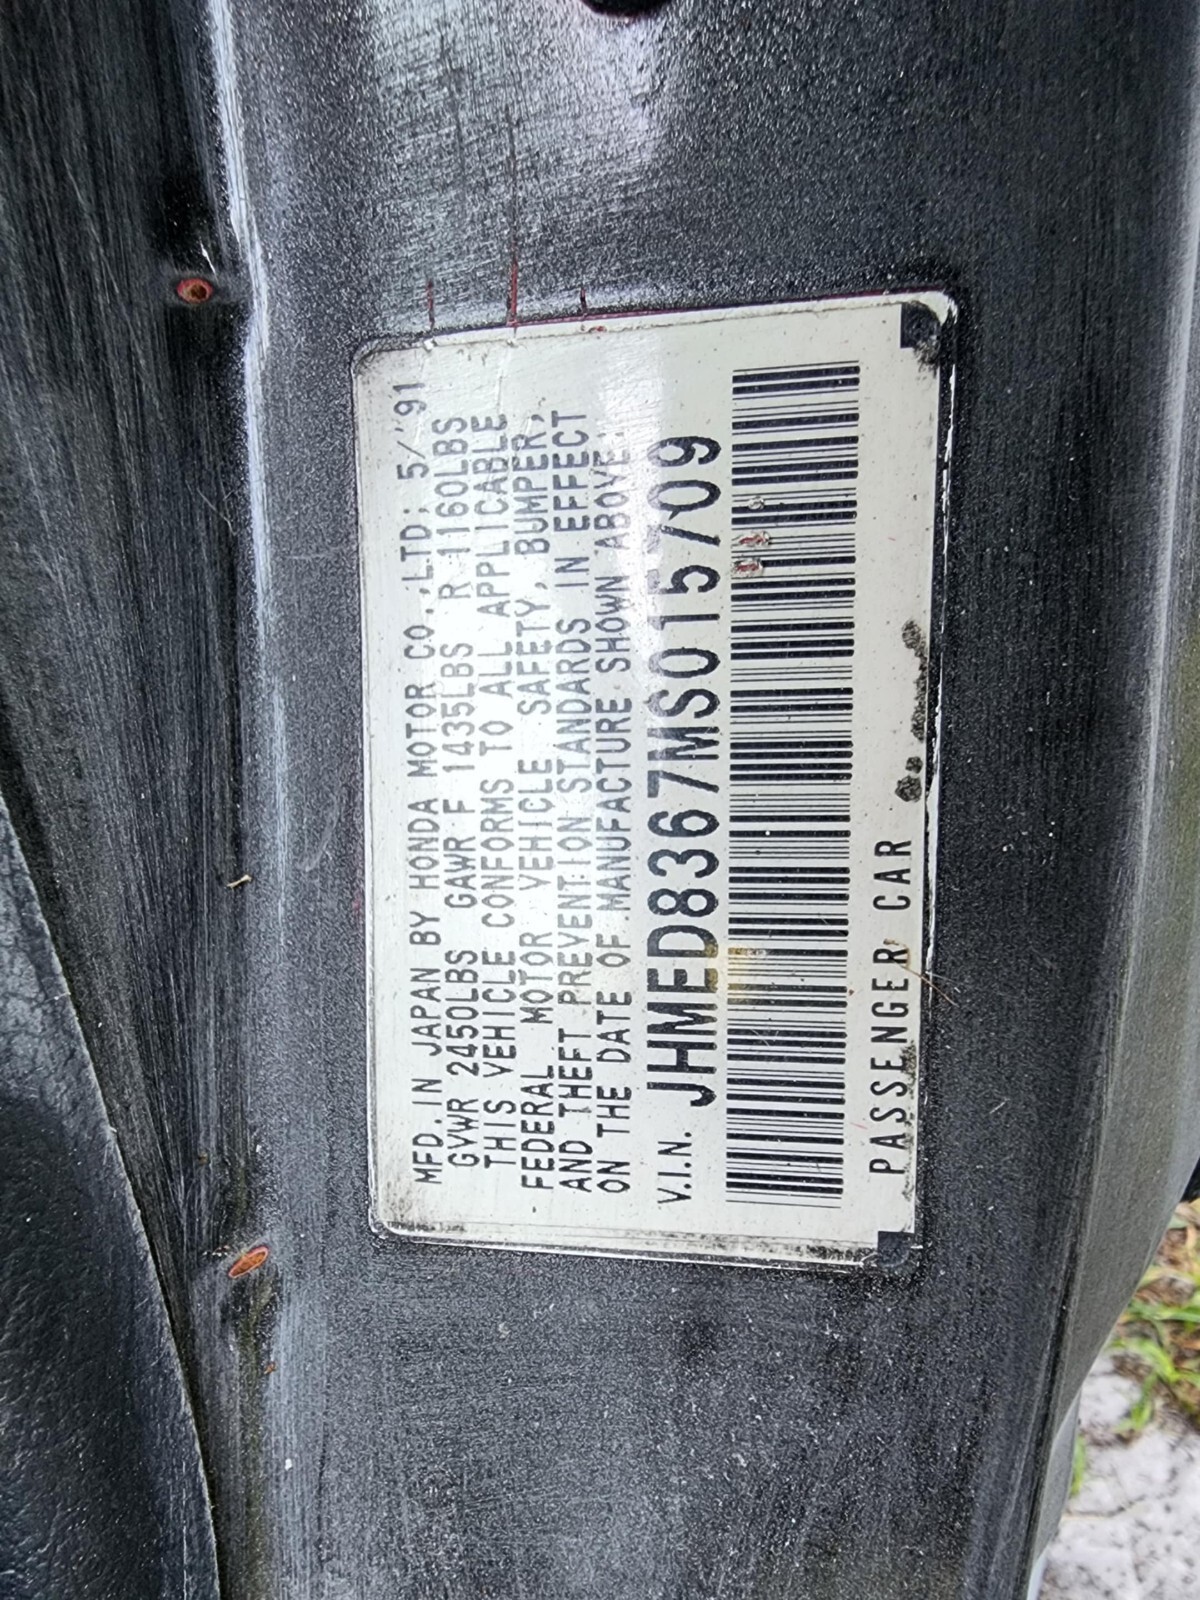 MFD. IN JAPAN BY HONDA MOTOR CO.,LTD; 5/'91
GVWR 2450LBS GAWR F 1435LBS R 1160LBS
THIS VEHICLE CONFORMS TO ALL APPLICABLE
FEDERAL MOTOR VEHICLE SAFETY, BUMPER,
AND THEFT PREVENTION STANDARDS IN EFFECT
ON THE DATE OF MANUFACTURE SHOWN ABOVE.
V.I.N. JHMED8367MS015709
PASSENGER CAR